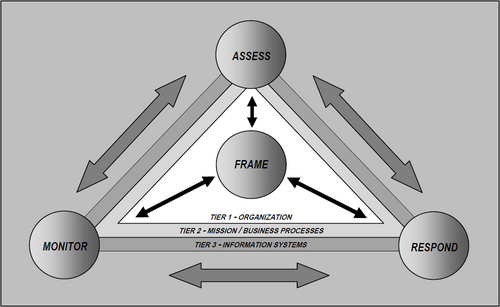 ASSESS
FRAME
TIER 1 - ORGANIZATION
TIER 2 - MISSION / BUSINESS PROCESSES
MONITOR
TIER 3 - INFORMATION SYSTEMS
RESPOND